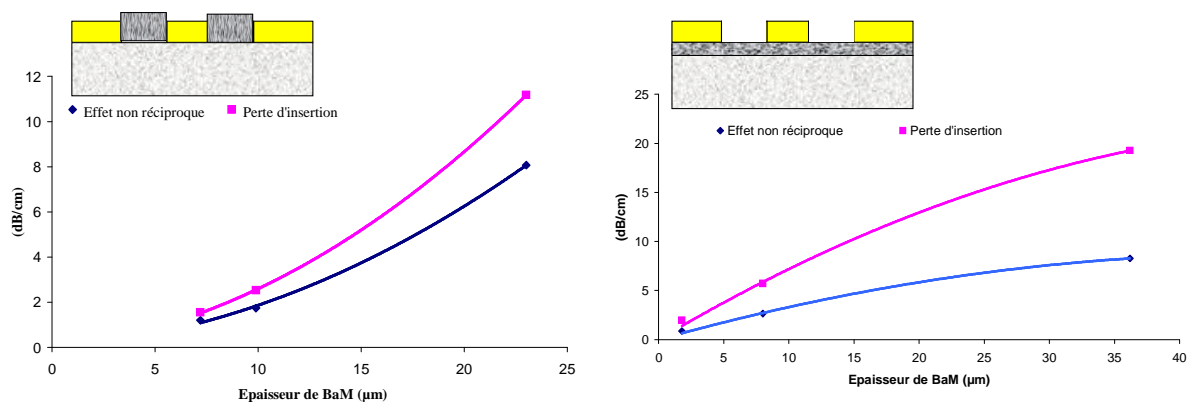 12
10
8
6
4
2
0
(dB/cm)
Effet non réciproque
Perte d'insertion
0 5 10 15 20 25
Epaisseur de BaM (µm)
25
20
15
10
5
0
(dB/cm)
Effet non réciproque
Perte d'insertion
0 5 10 15 20 25 30 35 40
Epaisseur de BaM (µm)